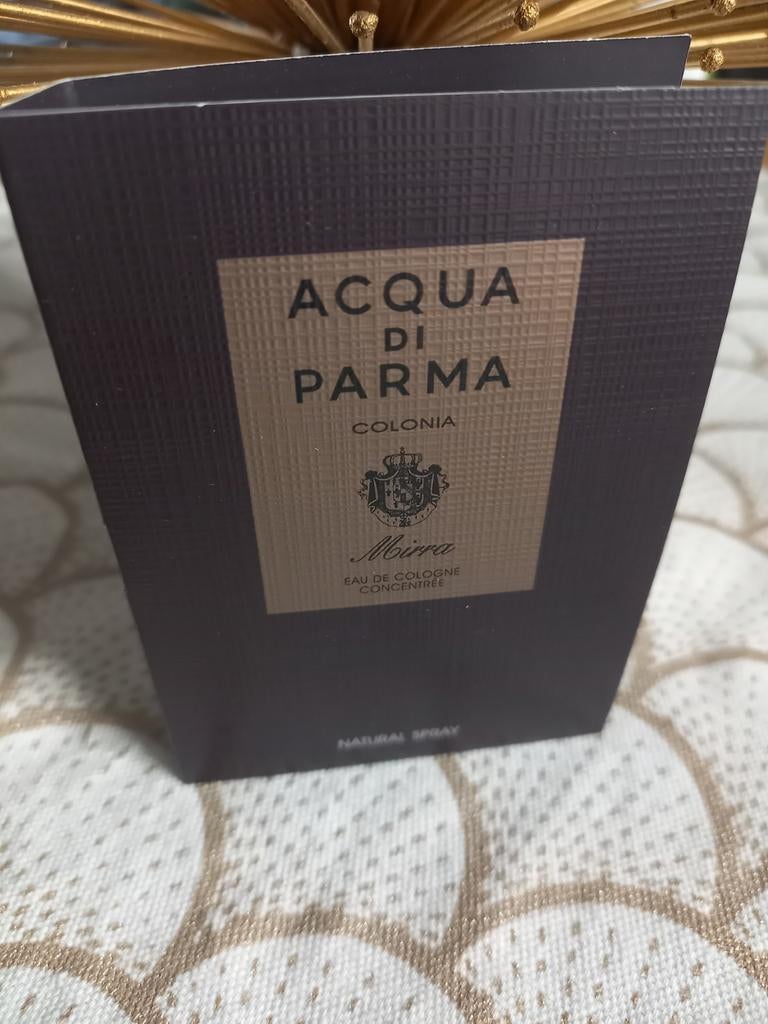 ACQUA
DI
PARMA
COLONIA
Mirra
EAU DE COLOGNE
CONCENTRÉE
NATURAL SPRAY